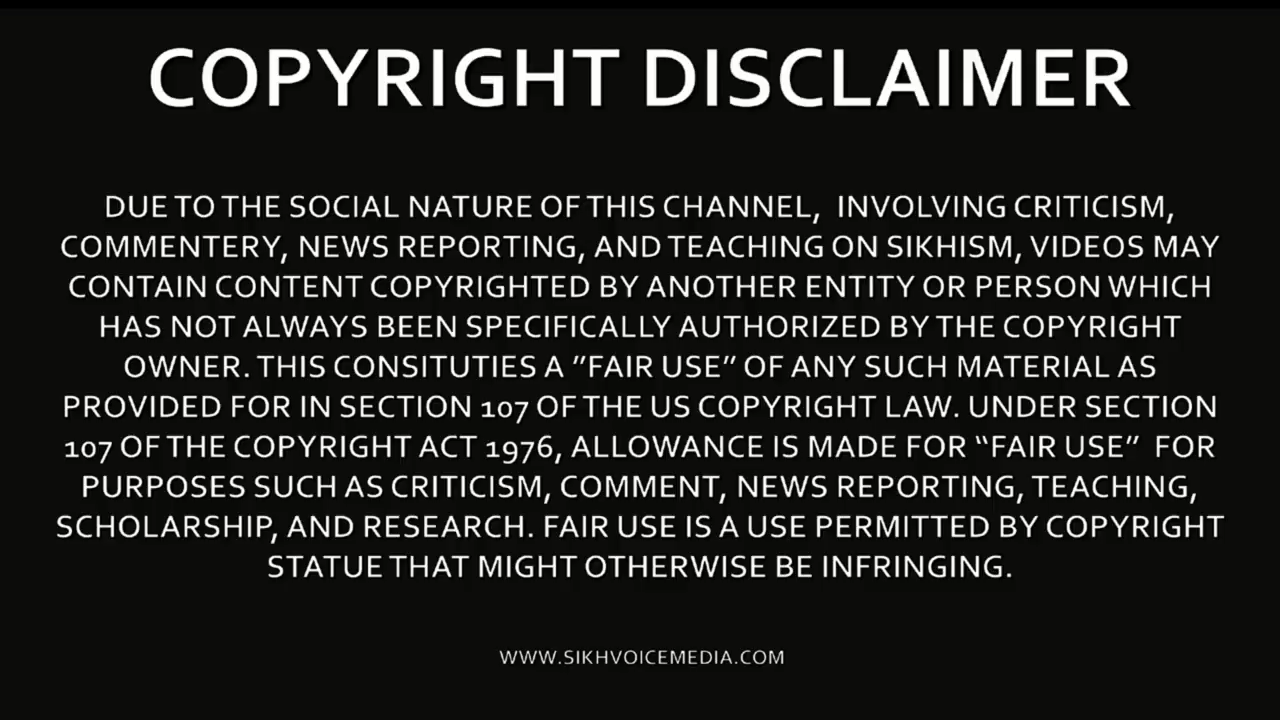 COPYRIGHT DISCLAIMER
DUE TO THE SOCIAL NATURE OF THIS CHANNEL, INVOLVING CRITICISM,
COMMENTERY, NEWS REPORTING, AND TEACHING ON SIKHISM, VIDEOS MAY
CONTAIN CONTENT COPYRIGHTED BY ANOTHER ENTITY OR PERSON WHICH
HAS NOT ALWAYS BEEN SPECIFICALLY AUTHORIZED BY THE COPYRIGHT
OWNER. THIS CONSITUTIES A "FAIR USE" OF ANY SUCH MATERIAL AS
PROVIDED FOR IN SECTION 107 OF THE US COPYRIGHT LAW. UNDER SECTION
107 OF THE COPYRIGHT ACT 1976, ALLOWANCE IS MADE FOR “FAIR USE” FOR
PURPOSES SUCH AS CRITICISM, COMMENT, NEWS REPORTING, TEACHING,
SCHOLARSHIP, AND RESEARCH. FAIR USE IS A USE PERMITTED BY COPYRIGHT
STATUE THAT MIGHT OTHERWISE BE INFRINGING.
WWW.SIKHVOICEMEDIA.COM